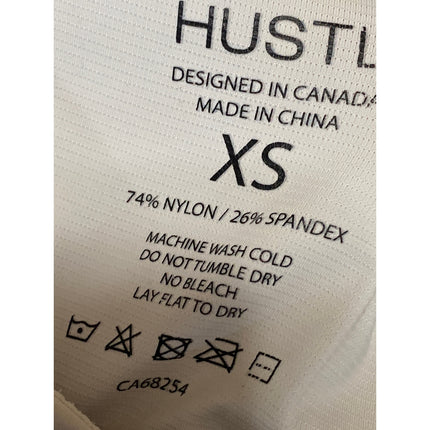 HUSTL
DESIGNED IN CANADA
MADE IN CHINA
XS
74% NYLON / 26% SPANDEX
MACHINE WASH COLD
DO NOT TUMBLE DRY
NO BLEACH
LAY FLAT TO DRY
CA68254